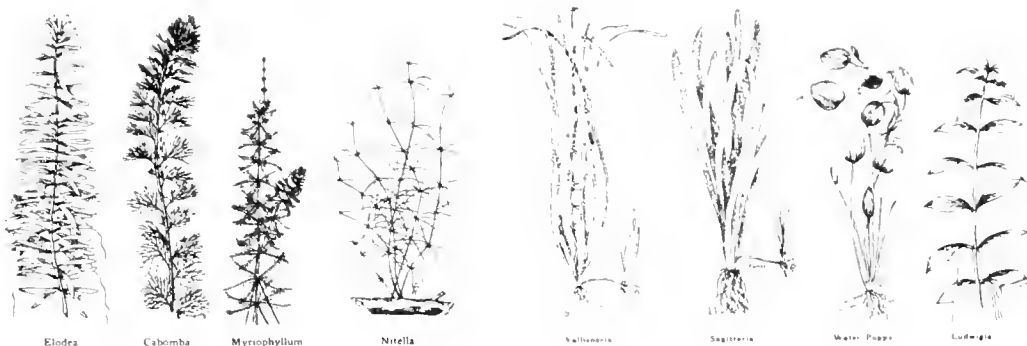 Elodea
Cabomba
Myriophyllum
Nitella
Vallisneria
Sagittaria
Water Poppy
Ludwigia